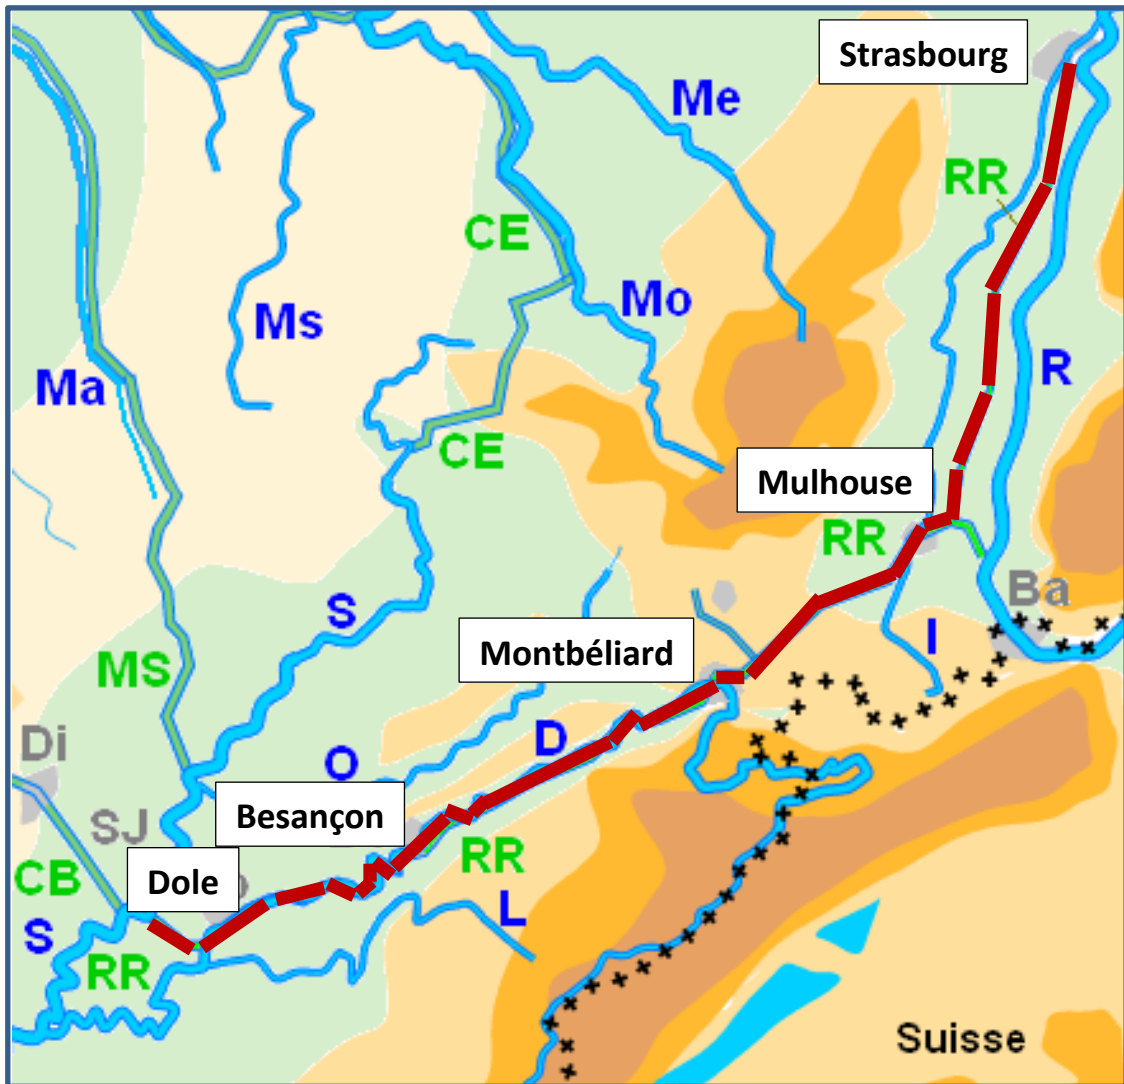 Strasbourg
Me
RR
CE
Mo
Ms
R
Ma
CE
Mulhouse
RR
Ba
S
I
Montbéliard
MS
D
Di
O
Besançon
SJ
RR
CB
Dole
L
S
RR
Suisse